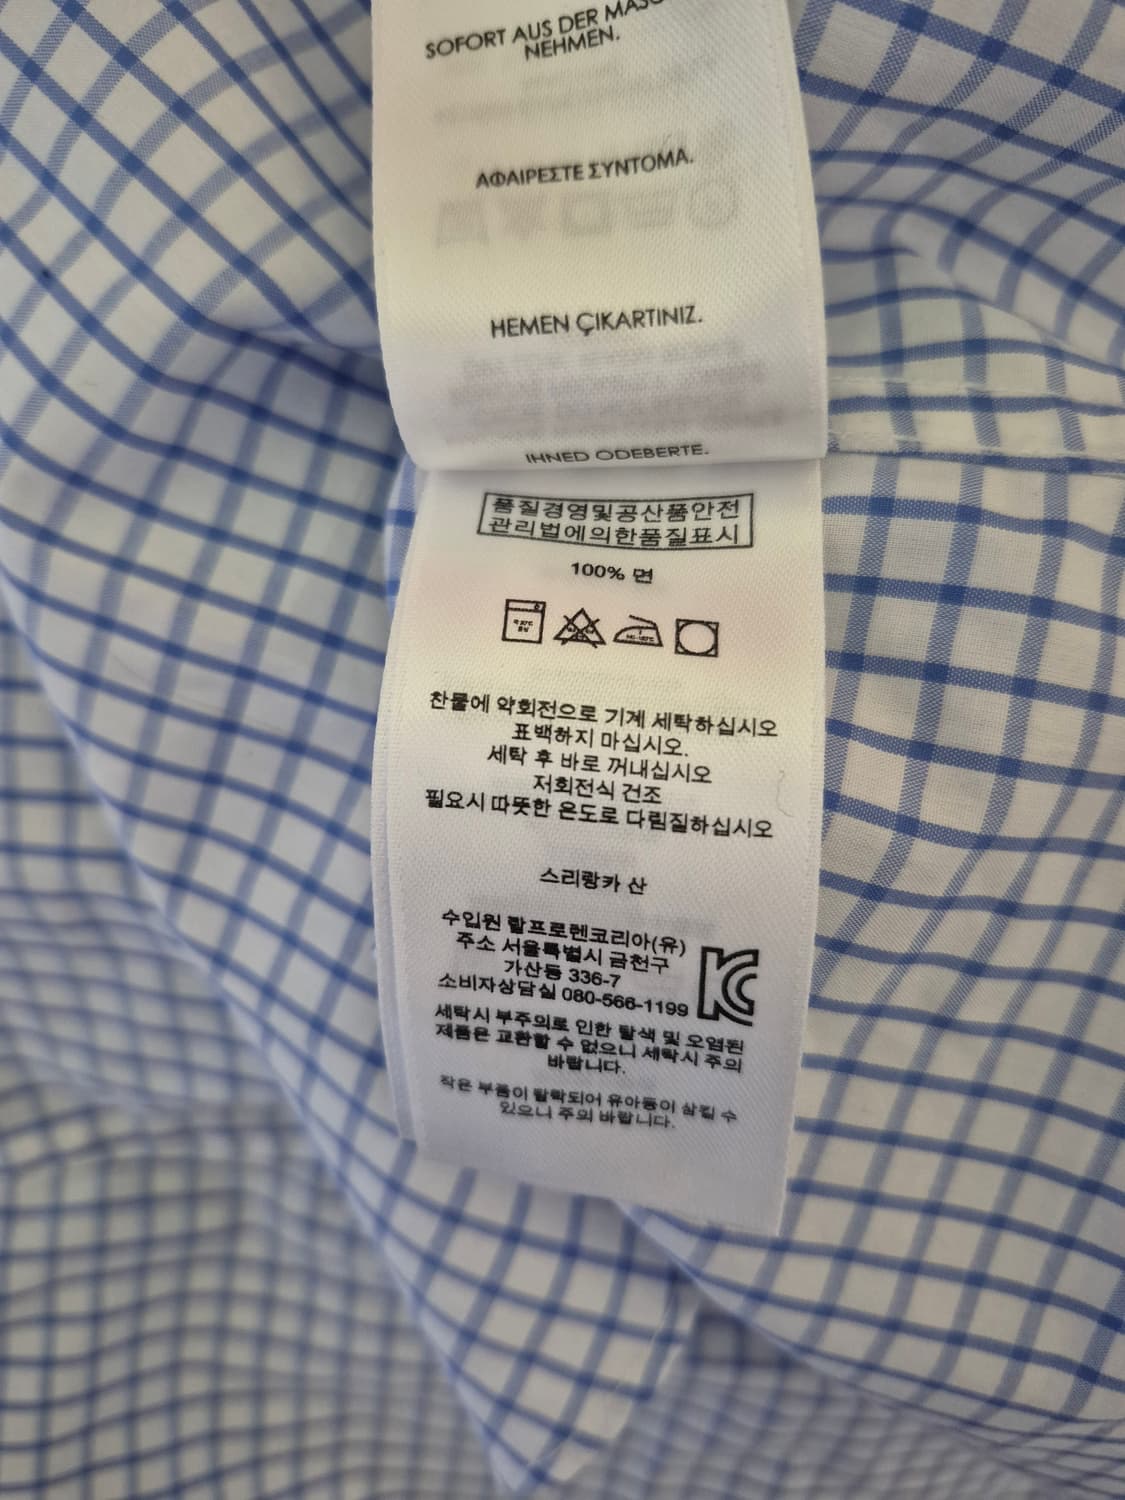 SOFORT AUS DER
NEHMEN.
ΑΦΑΙΡΕΣΤΕ ΣΥΝΤΟΜΑ.
HEMEN ÇIKARTINIZ.
IHNED ODEBERTE.
품질경영및공산품안전
관리법에의한품질표시
100% 면
찬물에 약회전으로 기계 세탁하십시오
표백하지 마십시오.
세탁 후 바로 꺼내십시오
저회전식 건조
필요시 따뜻한 온도로 다림질하십시오
스리랑카 산
수입원 랄프로렌코리아(유)
주소 서울특별시 금천구
가산동 336-7
소비자상담실 080-566-1199
세탁시 부주의로 인한 탈색 및 오염된
제품은 교환할 수 없으니 세탁시 주의
바랍니다.
작은 부품이 탈락되어 유아동이 삼킬 수
있으니 주의 바랍니다.